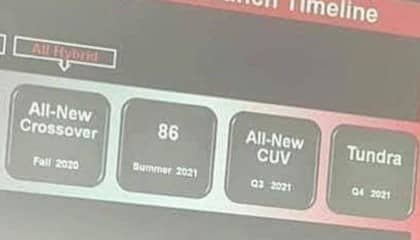 Timeline
All Hybrid
All-New
Crossover
Fall 2020
86
Summer 2021
All-New
CUV
Q3 2021
Tundra
Q4 2021